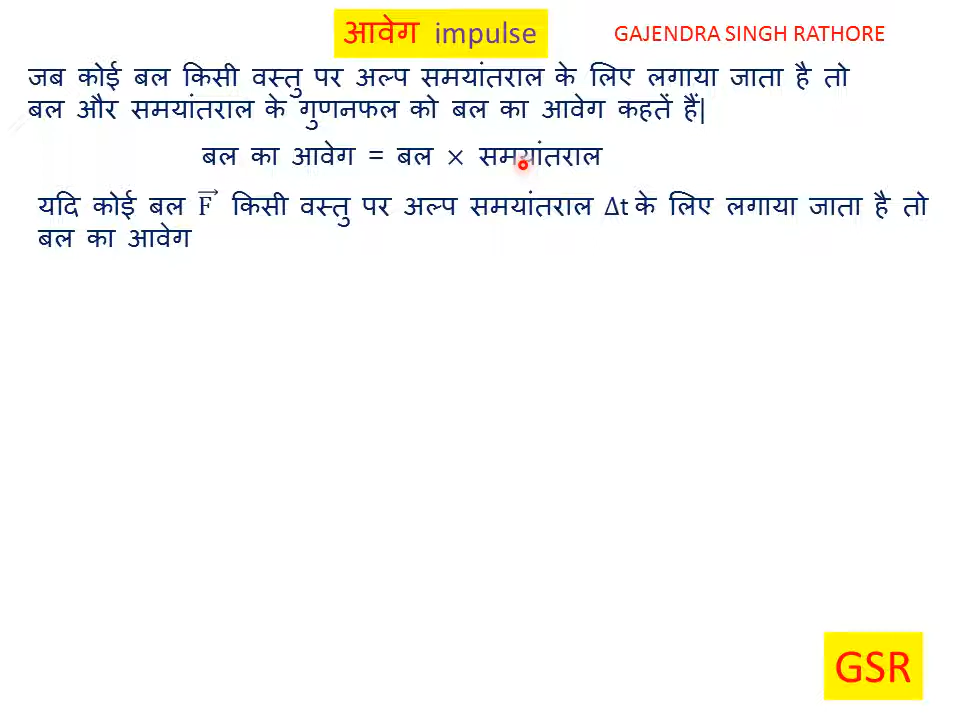 आवेग impulse
GAJENDRA SINGH RATHORE
जब कोई बल किसी वस्तु पर अल्प समयांतराल के लिए लगाया जाता है तो
बल और समयांतराल के गुणनफल को बल का आवेग कहतें हैं|
बल का आवेग = बल × समयांतराल
यदि कोई बल F⃗ किसी वस्तु पर अल्प समयांतराल Δt के लिए लगाया जाता है तो
बल का आवेग
GSR